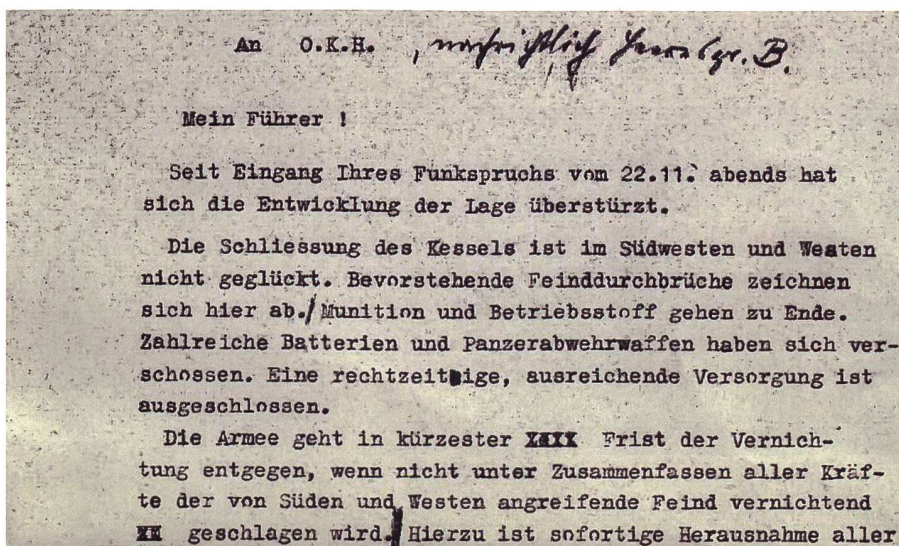 An O.K.H. , nachrichtlich Heeresgr. B.
Mein Führer !
Seit Eingang Ihres Funkspruchs vom 22.11. abends hat
sich die Entwicklung der Lage überstürzt.
Die Schliessung des Kessels ist im Südwesten und Westen
nicht geglückt. Bevorstehende Feinddurchbrüche zeichnen
sich hier ab./ Munition und Betriebsstoff gehen zu Ende.
Zahlreiche Batterien und Panzerabwehrwaffen haben sich ver-
schossen. Eine rechtzeitige, ausreichende Versorgung ist
ausgeschlossen.
Die Armee geht in kürzester Frist der Vernich-
tung entgegen, wenn nicht unter Zusammenfassen aller Kräf-
te der von Süden und Westen angreifende Feind vernichtend
geschlagen wird./ Hierzu ist sofortige Herausnahme aller